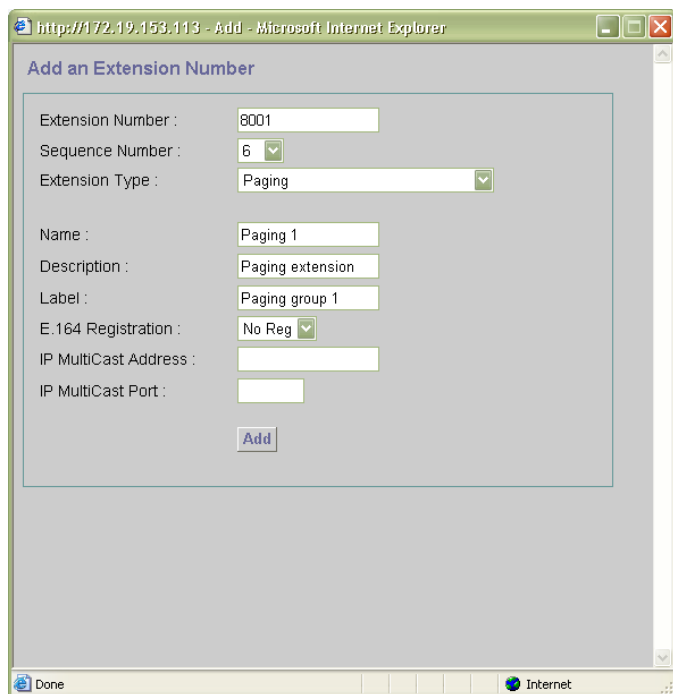 http://172.19.153.113 - Add - Microsoft Internet Explorer
Add an Extension Number
Extension Number : 8001
Sequence Number : 6
Extension Type : Paging
Name : Paging 1
Description : Paging extension
Label : Paging group 1
E.164 Registration : No Reg
IP MultiCast Address :
IP MultiCast Port :
Add
Done Internet